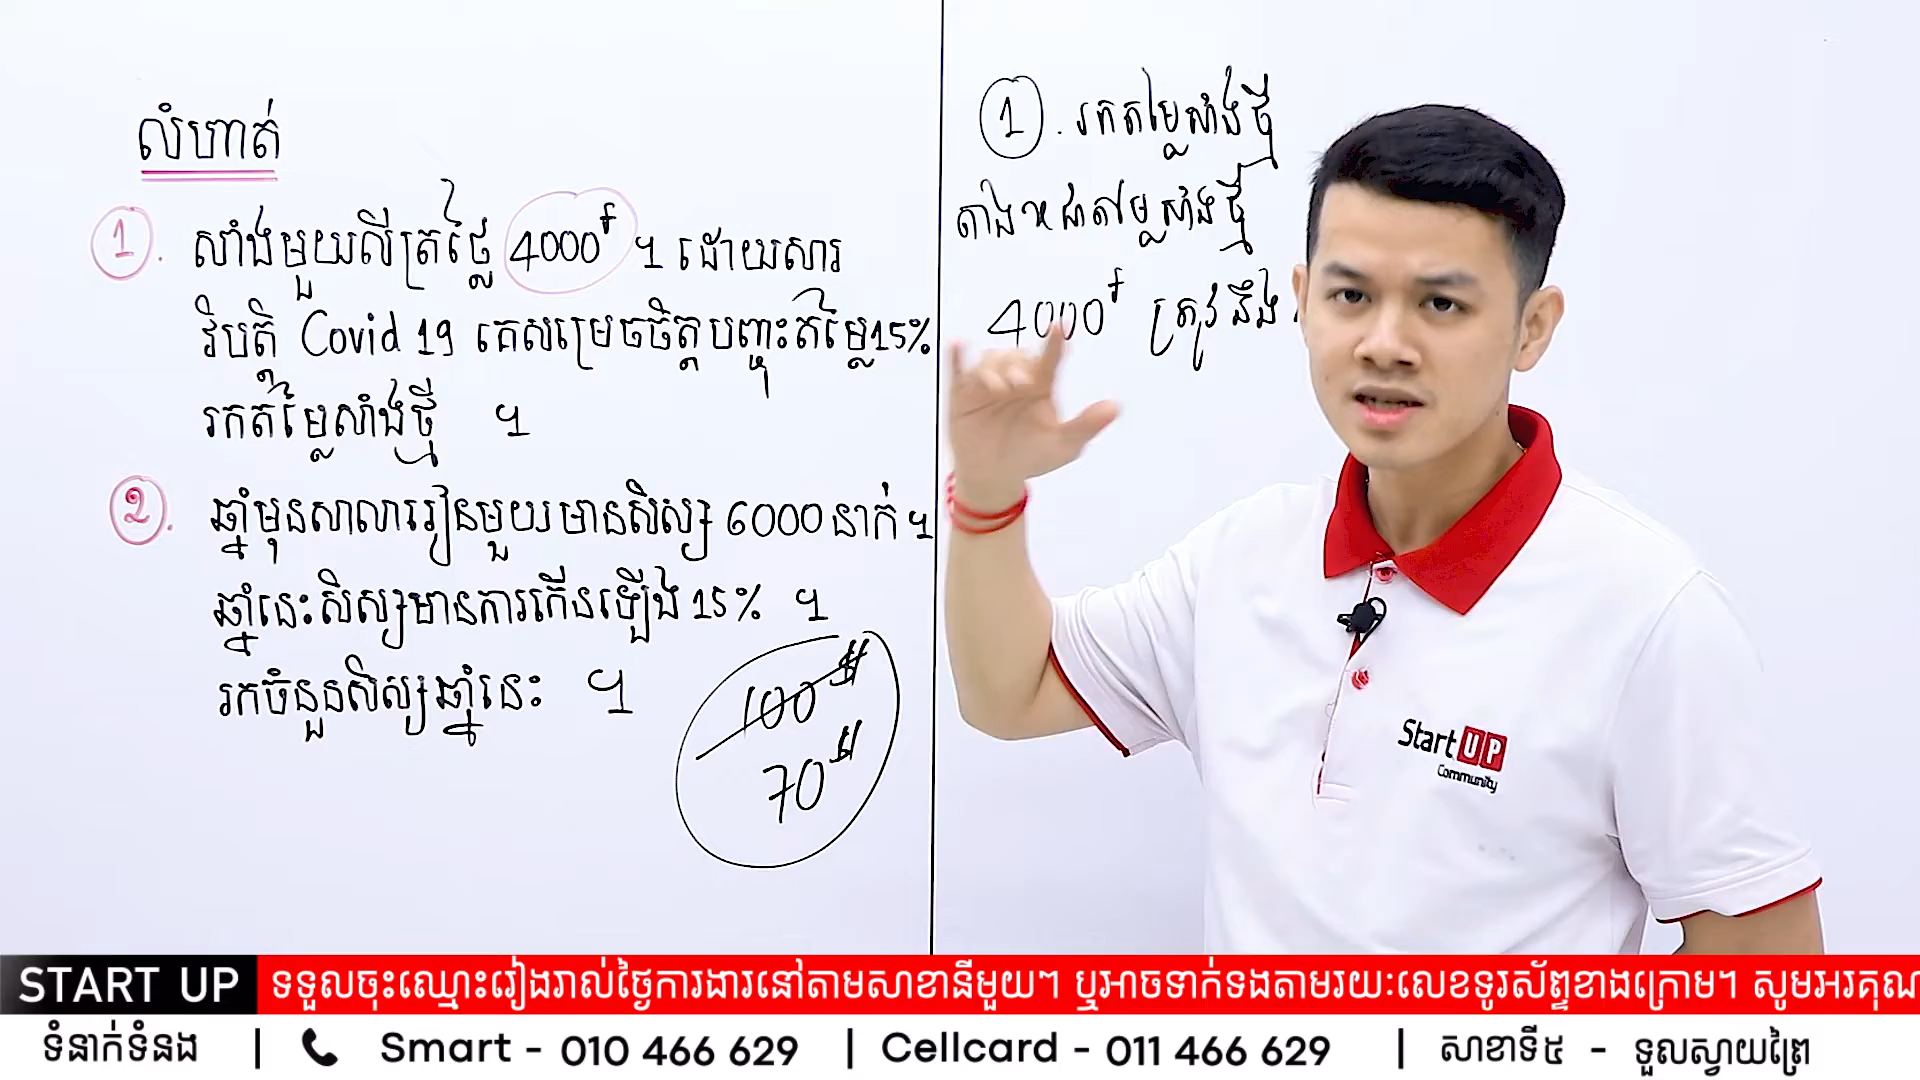 លំហាត់
1. សាំងមួយលីត្រថ្លៃ 4000៛ ។ ដោយសារ
វិបត្តិ Covid 19 គេសម្រេចចិត្តបញ្ចុះតម្លៃ 15%
រកតម្លៃសាំងថ្មី ។
2. ឆ្នាំមុនសាលារៀនមួយមានសិស្ស 6000 នាក់ ។
ឆ្នាំនេះសិស្សមានការកើនឡើង 15% ។
រកចំនួនសិស្សឆ្នាំនេះ ។
100$
70$
1. រកតម្លៃសាំងថ្មី
តាង x ជាតម្លៃសាំងថ្មី
4000៛ ត្រូវនឹង
Start UP
Community
START UP
ទទួលចុះឈ្មោះរៀងរាល់ថ្ងៃការងារនៅតាមសាខានីមួយៗ ឬអាចទាក់ទងតាមរយៈលេខទូរស័ព្ទខាងក្រោម។ សូមអរគុណ
ទំនាក់ទំនង | Smart - 010 466 629 | Cellcard - 011 466 629 | សាខាទី៥ - ទួលស្វាយព្រៃ